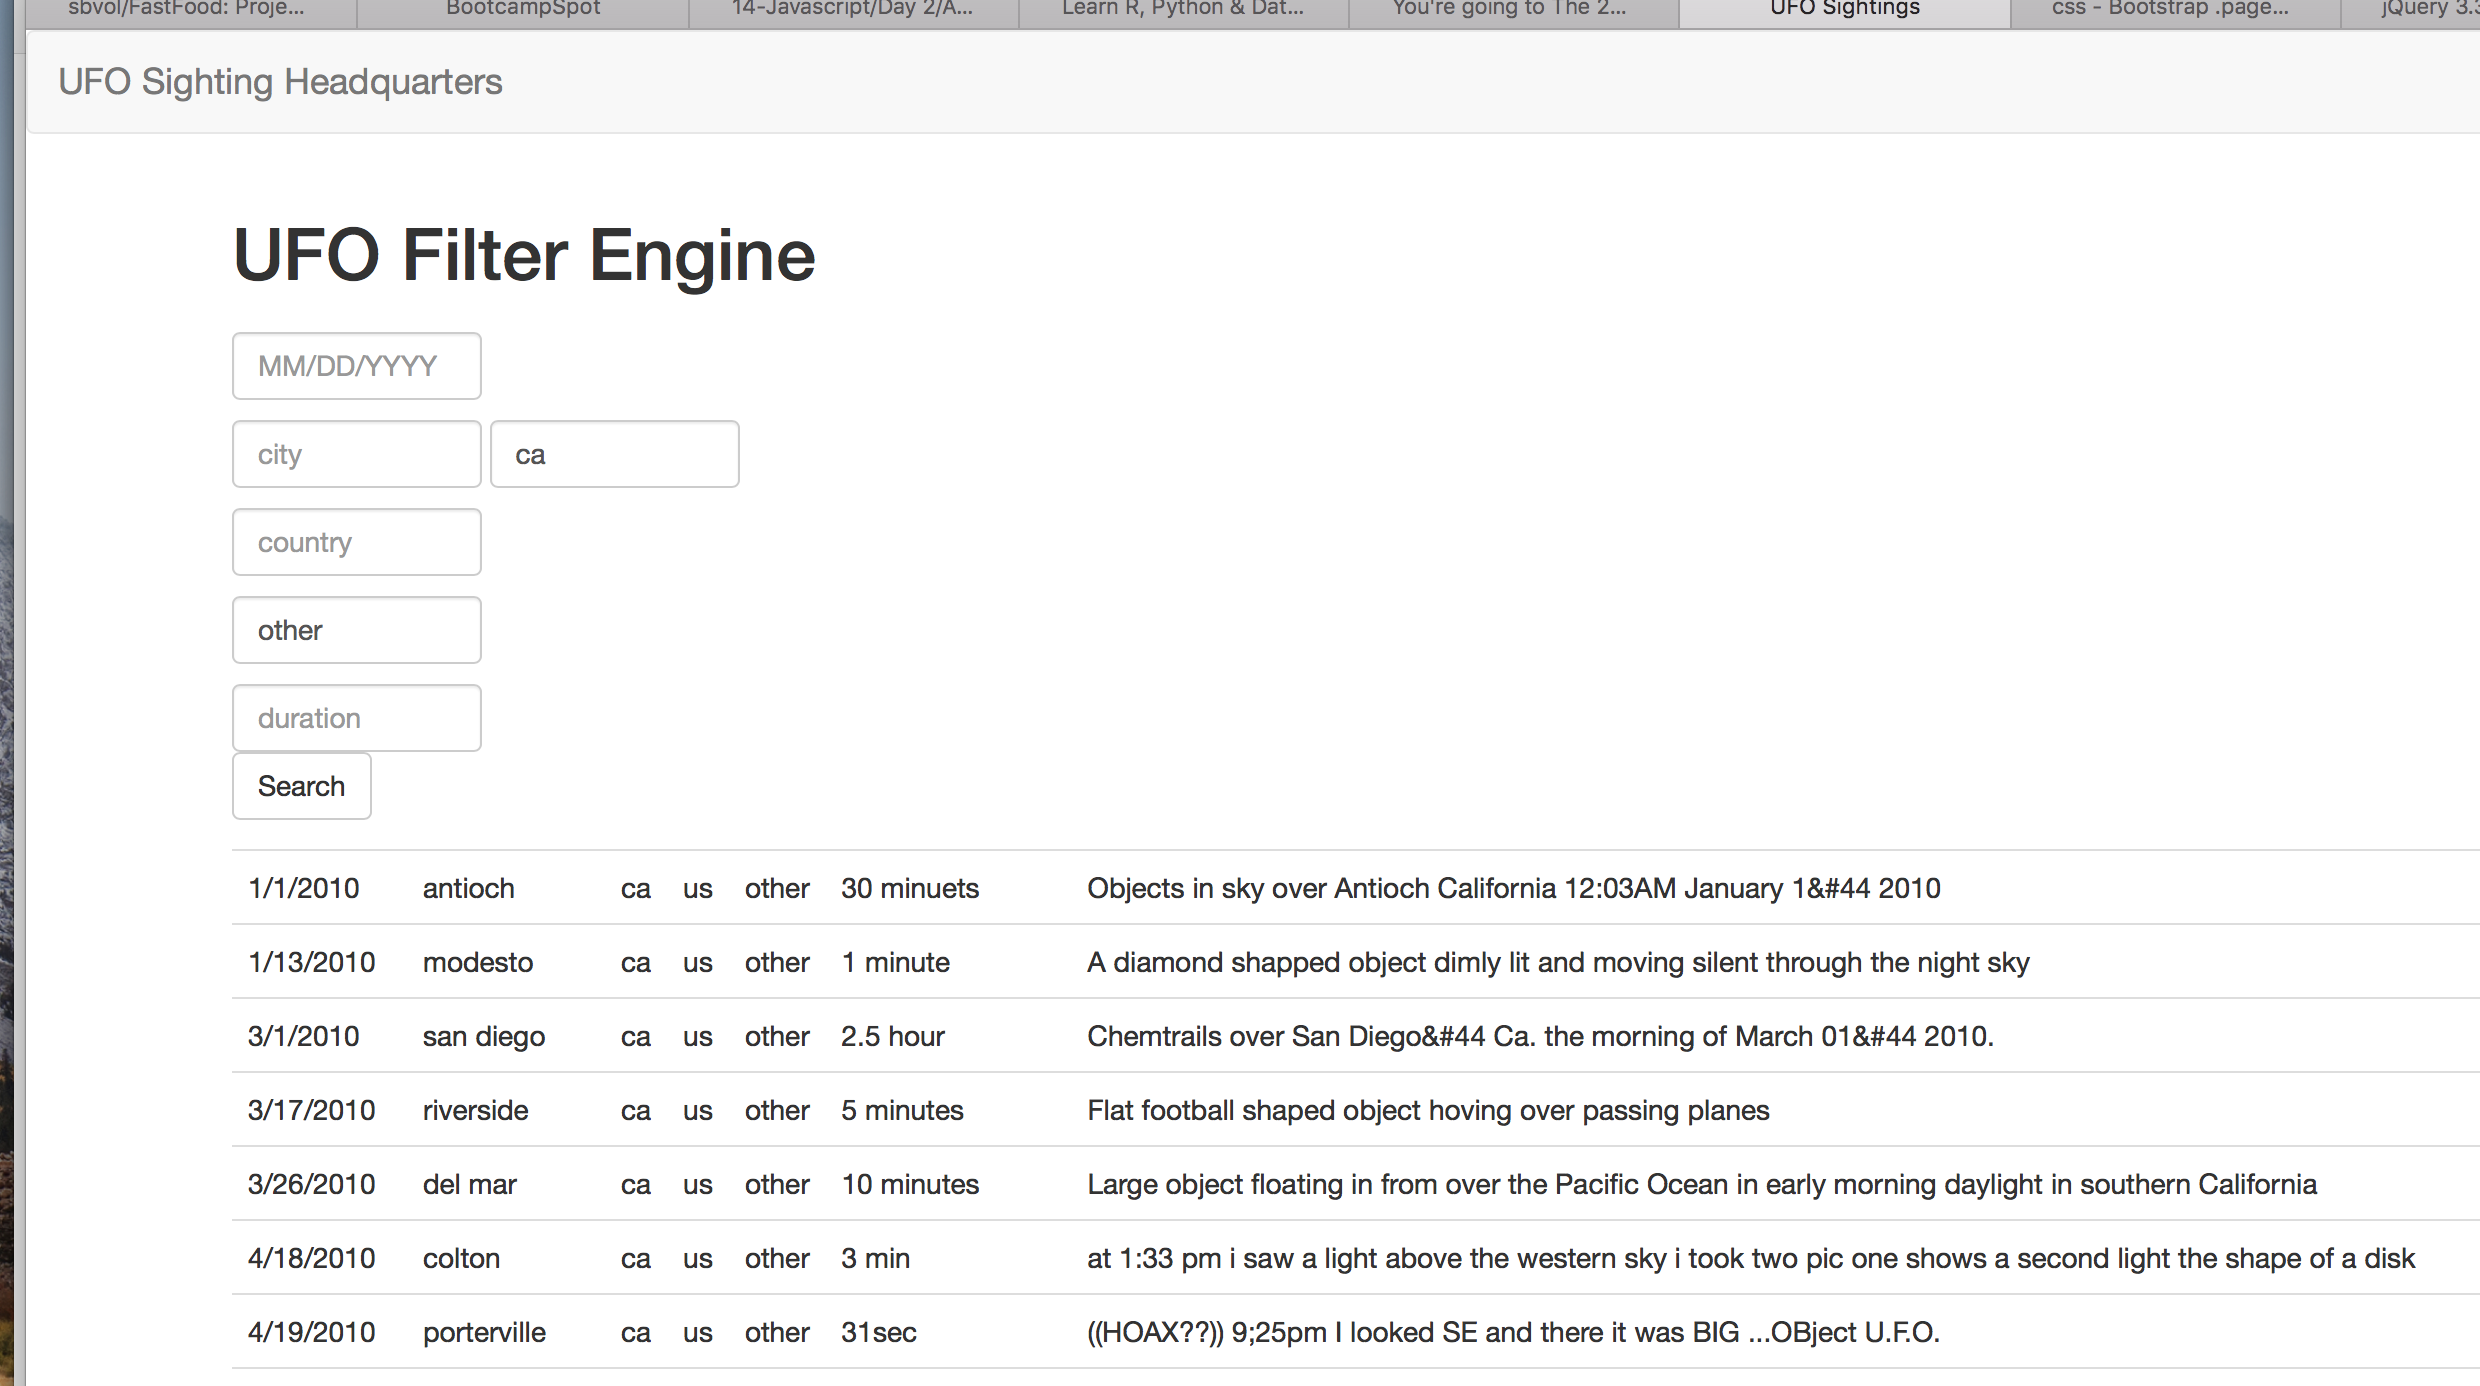 sbvol/FastFood: Proje... BootcampSpot 14-Javascript/Day 2/A... Learn R, Python & Dat... You're going to The 2... UFO Sightings css - Bootstrap .page... jQuery 3.3
UFO Sighting Headquarters
UFO Filter Engine
MM/DD/YYYY
city ca
country
other
duration
Search
1/1/2010 antioch ca us other 30 minuets Objects in sky over Antioch California 12:03AM January 1&#44 2010
1/13/2010 modesto ca us other 1 minute A diamond shapped object dimly lit and moving silent through the night sky
3/1/2010 san diego ca us other 2.5 hour Chemtrails over San Diego&#44 Ca. the morning of March 01&#44 2010.
3/17/2010 riverside ca us other 5 minutes Flat football shaped object hoving over passing planes
3/26/2010 del mar ca us other 10 minutes Large object floating in from over the Pacific Ocean in early morning daylight in southern California
4/18/2010 colton ca us other 3 min at 1:33 pm i saw a light above the western sky i took two pic one shows a second light the shape of a disk
4/19/2010 porterville ca us other 31sec ((HOAX??)) 9;25pm I looked SE and there it was BIG ...OBject U.F.O.